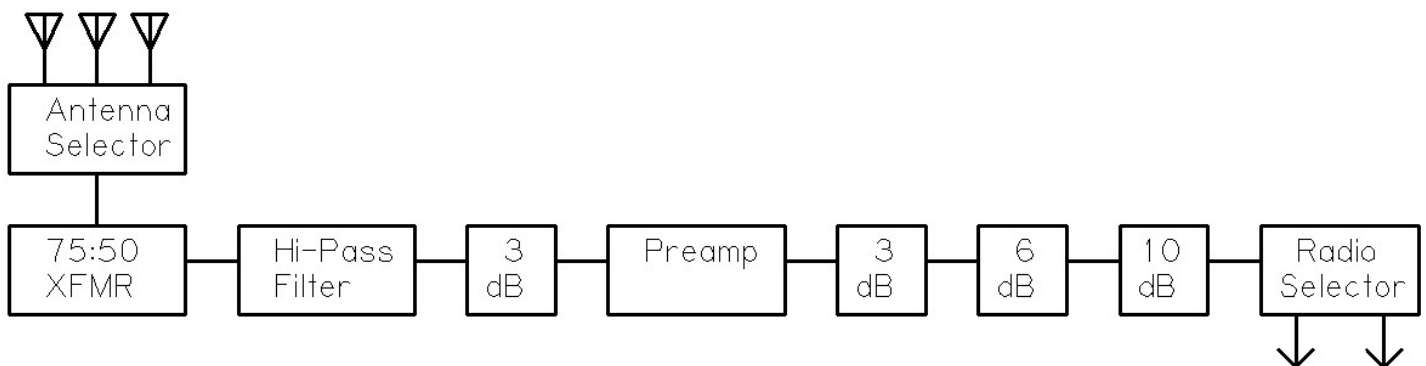 Antenna
Selector
75:50
XFMR
Hi-Pass
Filter
3
dB
Preamp
3
dB
6
dB
10
dB
Radio
Selector